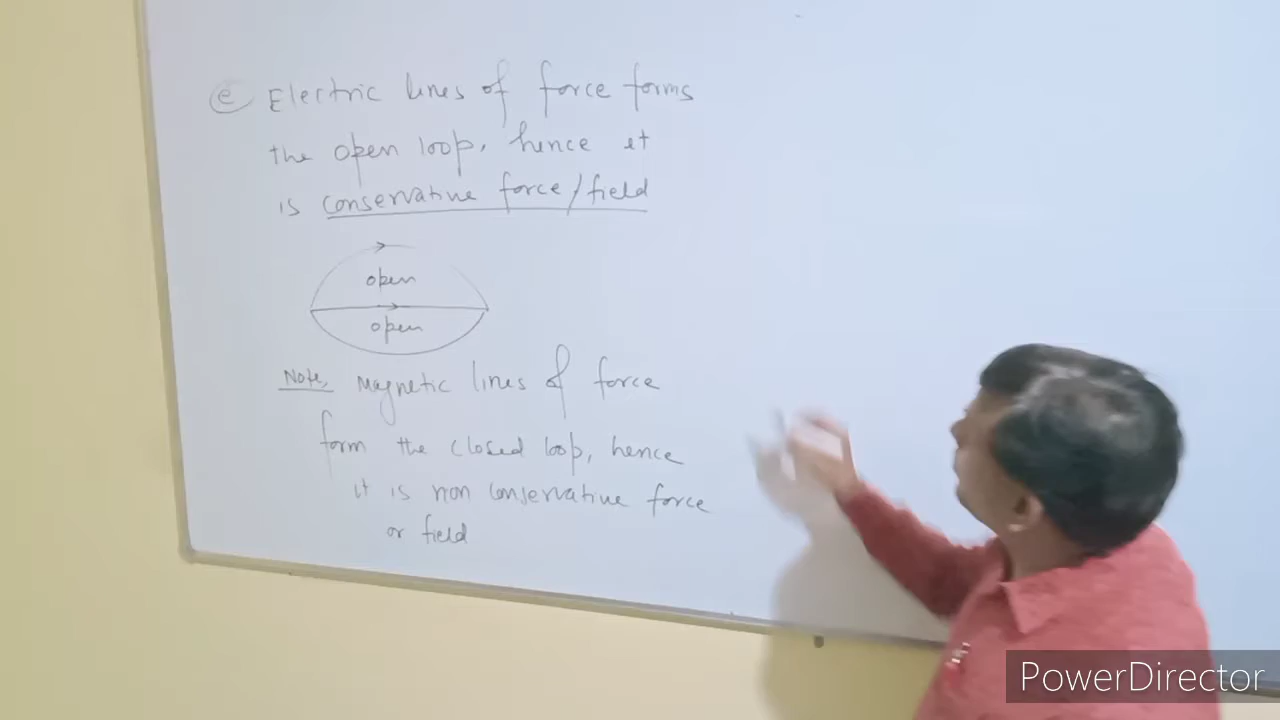 e Electric lines of force forms
the open loop, hence it
is conservative force/field
open
open
Note, Magnetic lines of force
form the closed loop, hence
it is non conservative force
or field
PowerDirector